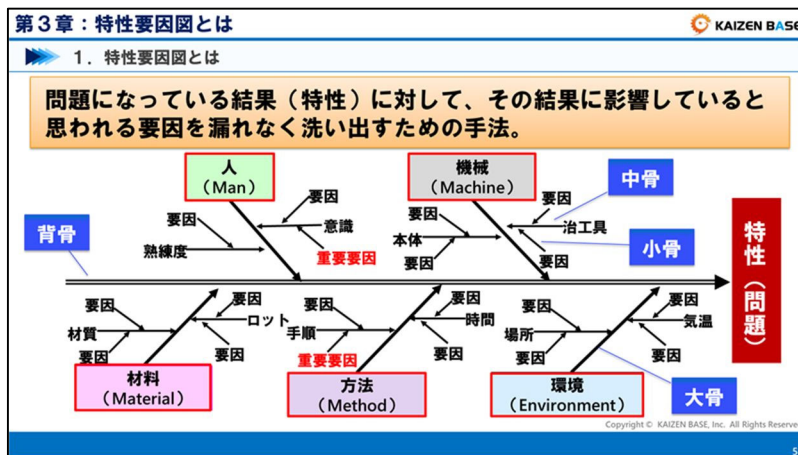 第３章：特性要因図とは
KAIZEN BASE
１．特性要因図とは
問題になっている結果（特性）に対して、その結果に影響していると
思われる要因を漏れなく洗い出すための手法。
人
（Man）
機械
（Machine）
中骨
要因
要因
意識
熟練度
重要要因
要因
要因
治工具
本体
要因
要因
小骨
背骨
特性（問題）
要因
要因
ロット
材質
要因
要因
要因
要因
時間
手順
重要要因
要因
要因
要因
気温
場所
要因
要因
材料
（Material）
方法
（Method）
環境
（Environment）
大骨
Copyright © KAIZEN BASE, Inc. All Rights Reserve
5